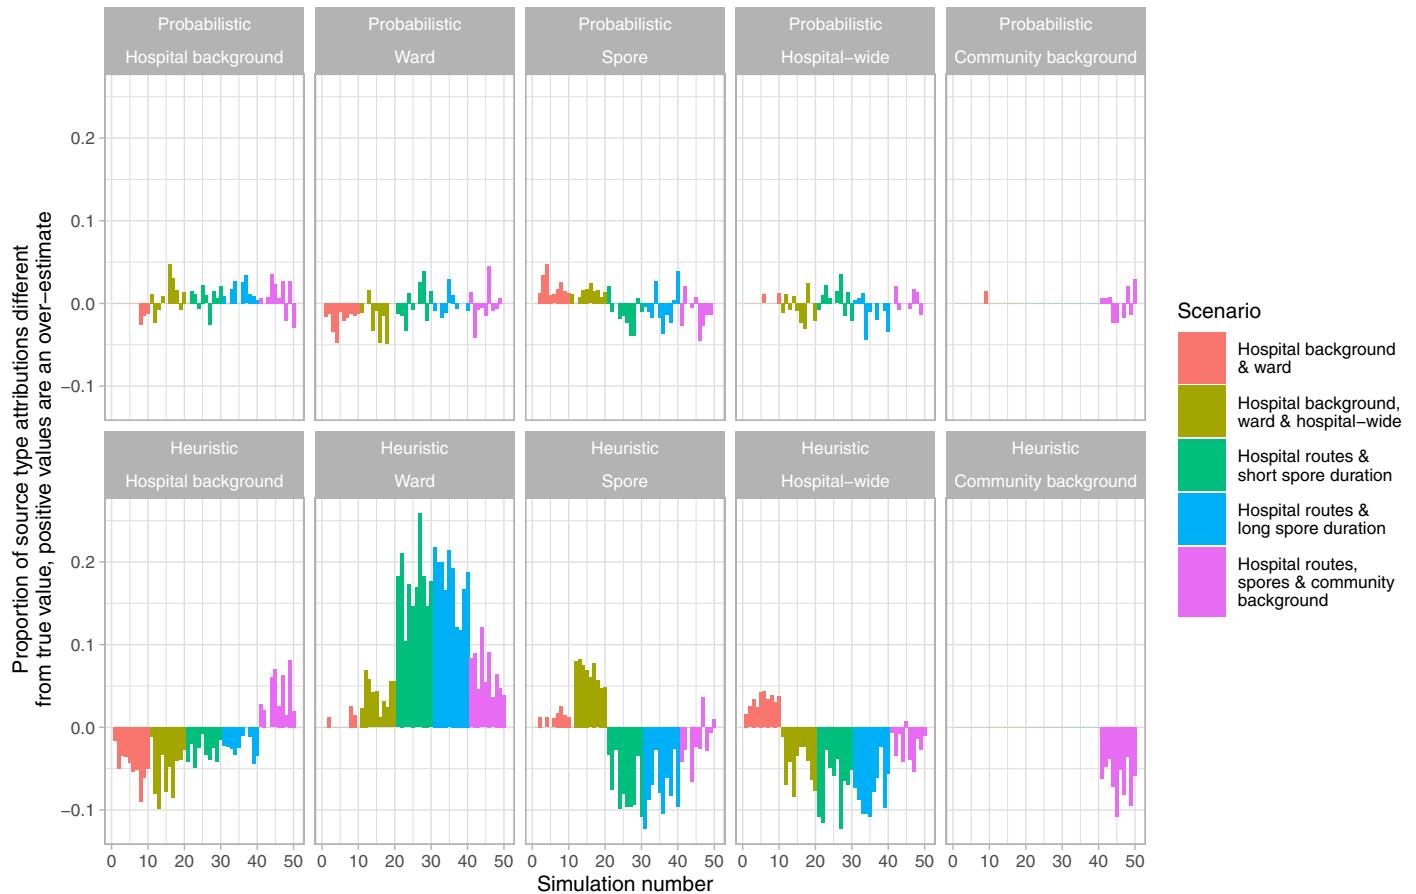 Probabilistic
Hospital background
Probabilistic
Ward
Probabilistic
Spore
Probabilistic
Hospital−wide
Probabilistic
Community background
Heuristic
Hospital background
Heuristic
Ward
Heuristic
Spore
Heuristic
Hospital−wide
Heuristic
Community background
0.2
0.1
0.0
−0.1
0.2
0.1
0.0
−0.1
Proportion of source type attributions different
from true value, positive values are an over−estimate
0 10 20 30 40 50
0 10 20 30 40 50
0 10 20 30 40 50
0 10 20 30 40 50
0 10 20 30 40 50
Simulation number
Scenario
Hospital background
& ward
Hospital background,
ward & hospital−wide
Hospital routes &
short spore duration
Hospital routes &
long spore duration
Hospital routes,
spores & community
background